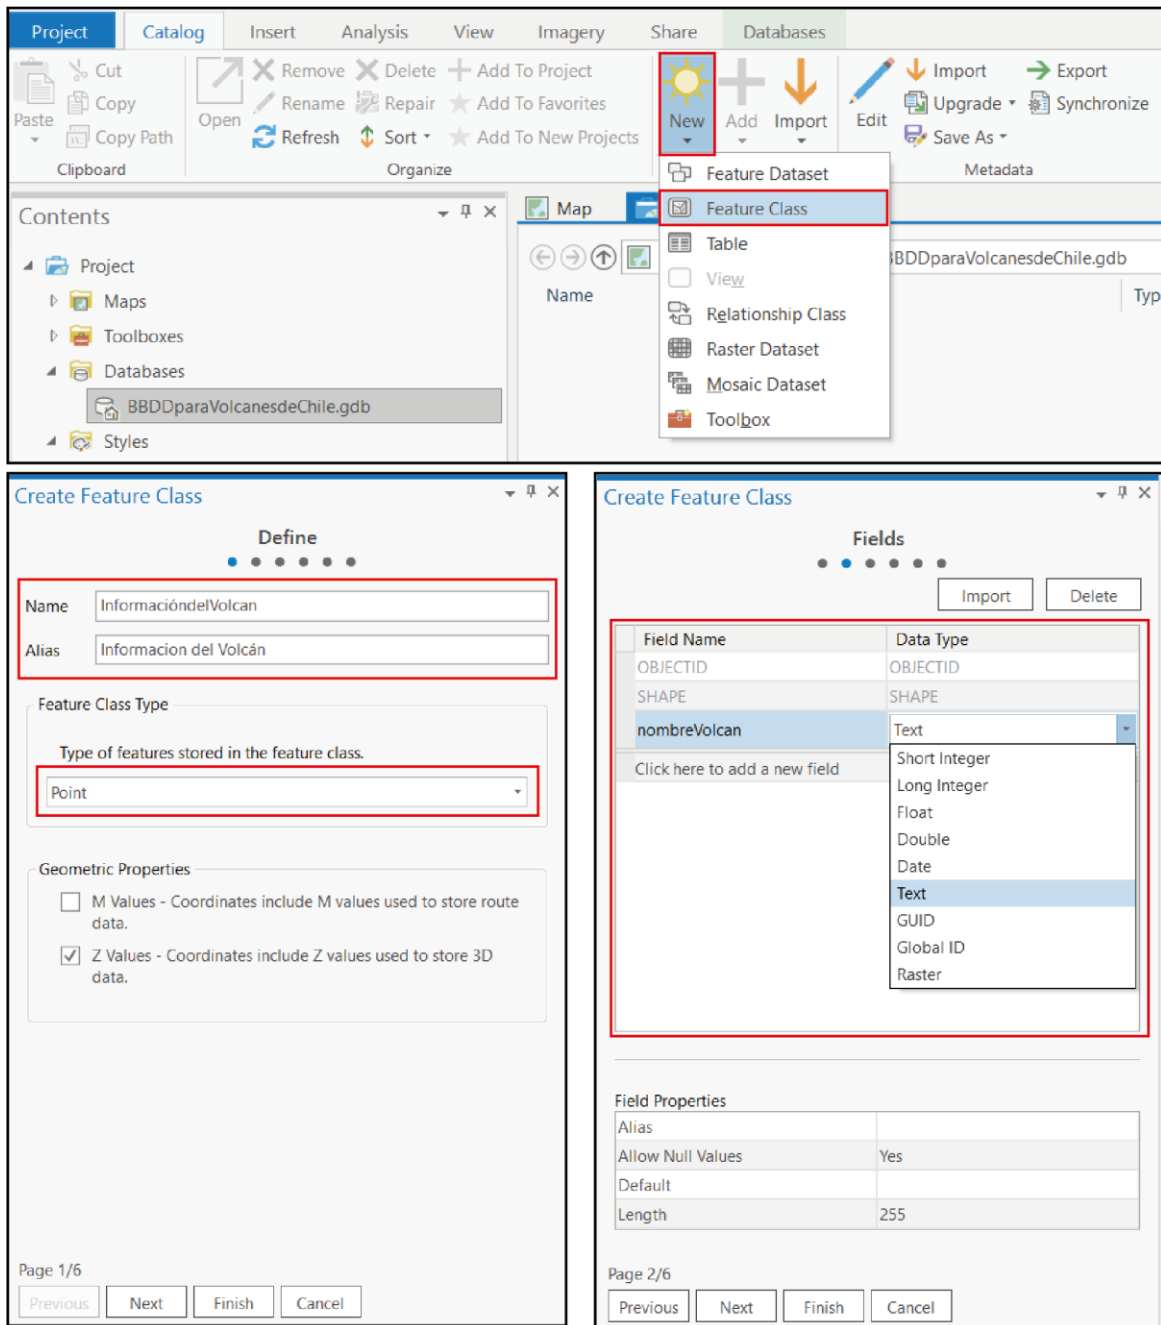 Project Catalog Insert Analysis View Imagery Share Databases
Paste
Cut
Copy
Copy Path
Clipboard
Open
Remove Delete Add To Project
Rename Repair Add To Favorites
Refresh Sort Add To New Projects
Organize
New
Add
Import
Edit
Import Export
Upgrade Synchronize
Save As
Metadata
Feature Dataset
Feature Class
Table
View
Relationship Class
Raster Dataset
Mosaic Dataset
Toolbox
Contents
Project
Maps
Toolboxes
Databases
BBDDparaVolcanesdeChile.gdb
Styles
Map
BBDDparaVolcanesdeChile.gdb
Name Typ
Create Feature Class
Define
Name InformacióndelVolcan
Alias Informacion del Volcán
Feature Class Type
Type of features stored in the feature class.
Point
Geometric Properties
M Values - Coordinates include M values used to store route
data.
Z Values - Coordinates include Z values used to store 3D
data.
Page 1/6
Previous Next Finish Cancel
Create Feature Class
Fields
Import Delete
Field Name Data Type
OBJECTID OBJECTID
SHAPE SHAPE
nombreVolcan Text
Click here to add a new field
Short Integer
Long Integer
Float
Double
Date
Text
GUID
Global ID
Raster
Field Properties
Alias
Allow Null Values Yes
Default
Length 255
Page 2/6
Previous Next Finish Cancel